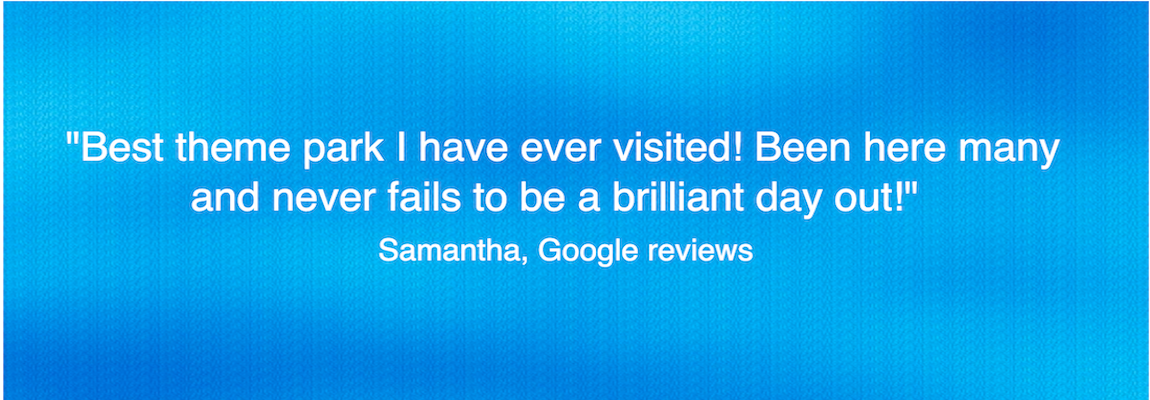 "Best theme park I have ever visited! Been here many
and never fails to be a brilliant day out!"
Samantha, Google reviews